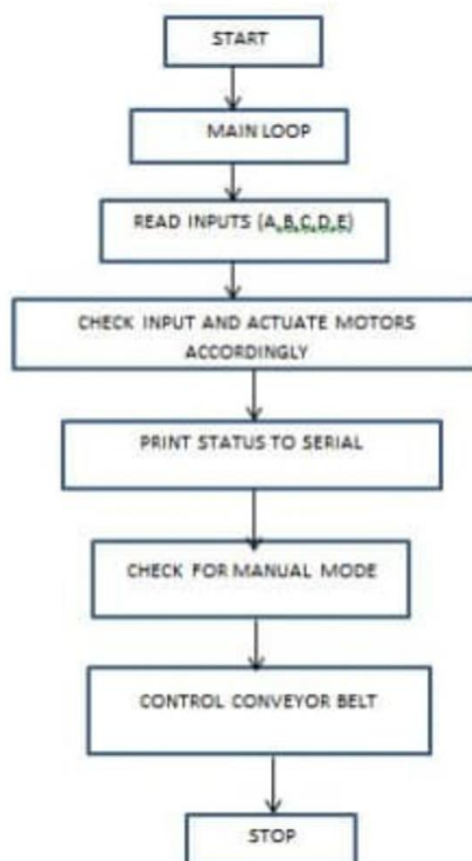 START
MAIN LOOP
READ INPUTS (A,B,C,D,E)
CHECK INPUT AND ACTUATE MOTORS
ACCORDINGLY
PRINT STATUS TO SERIAL
CHECK FOR MANUAL MODE
CONTROL CONVEYOR BELT
STOP